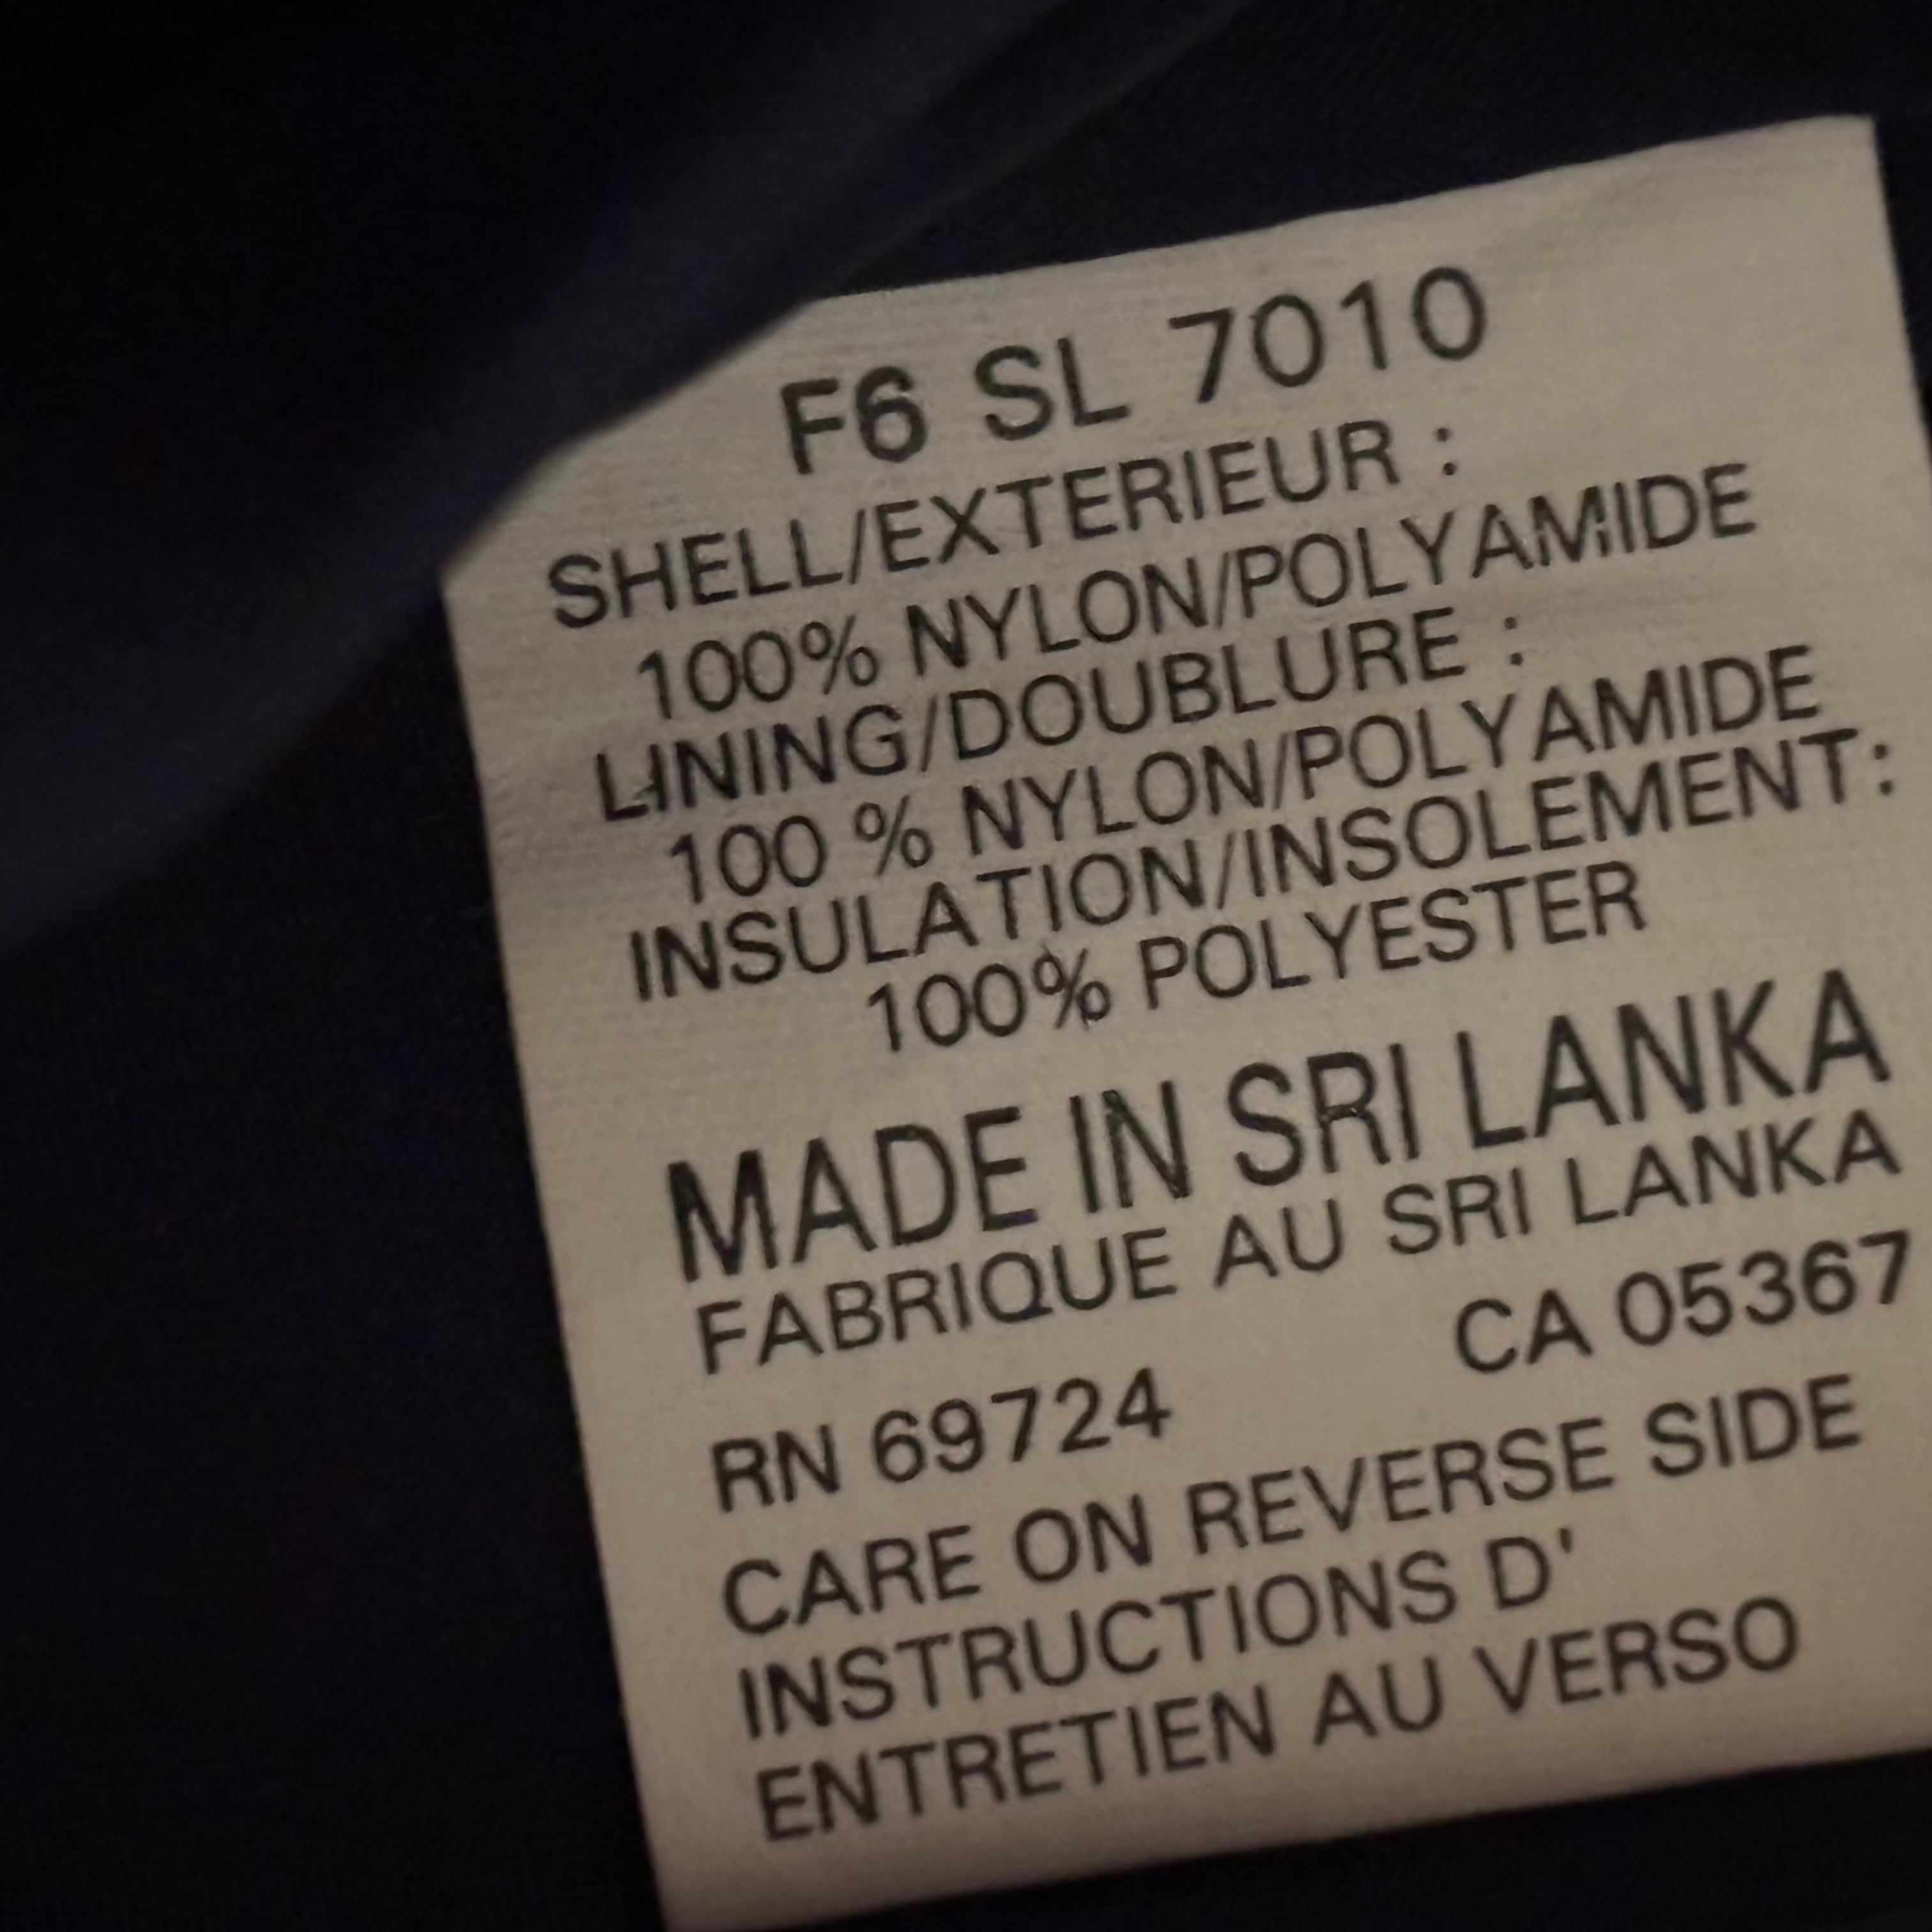 F6 SL 7010
SHELL/EXTERIEUR :
100% NYLON/POLYAMIDE
LINING/DOUBLURE :
100 % NYLON/POLYAMIDE
INSULATION/INSOLEMENT:
100% POLYESTER
MADE IN SRI LANKA
FABRIQUE AU SRI LANKA
RN 69724 CA 05367
CARE ON REVERSE SIDE
INSTRUCTIONS D'
ENTRETIEN AU VERSO